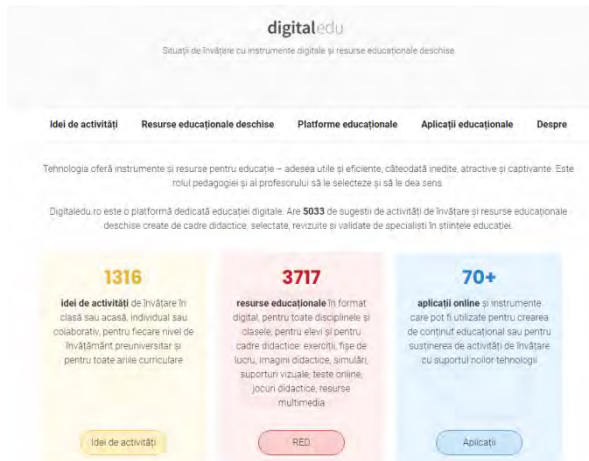 digitaledu
Situații de învățare cu instrumente digitale și resurse educaționale deschise
Idei de activități Resurse educaționale deschise Platforme educaționale Aplicații educaționale Despre
Tehnologia oferă instrumente și resurse pentru educație – adesea utile și eficiente, câteodată inedite, atractive și captivante. Este
rolul pedagogiei și al profesorului să le selecteze și să le dea sens.
Digitaledu.ro este o platformă dedicată educației digitale. Are 5033 de sugestii de activități de învățare și resurse educaționale
deschise create de cadre didactice, selectate, revizuite și validate de specialiști în științele educației.
1316
idei de activități de învățare în
clasă sau acasă, individual sau
colaborativ, pentru fiecare nivel de
învățământ preuniversitar și
pentru toate ariile curriculare
Idei de activități
3717
resurse educaționale în format
digital, pentru toate disciplinele și
clasele, pentru elevi și pentru
cadre didactice: exerciții, fișe de
lucru, imagini didactice, simulări,
suporturi vizuale, teste online,
jocuri didactice, resurse
multimedia
RED
70+
aplicații online și instrumente
care pot fi utilizate pentru crearea
de conținut educațional sau pentru
susținerea de activități de învățare
cu suportul noilor tehnologii
Aplicații